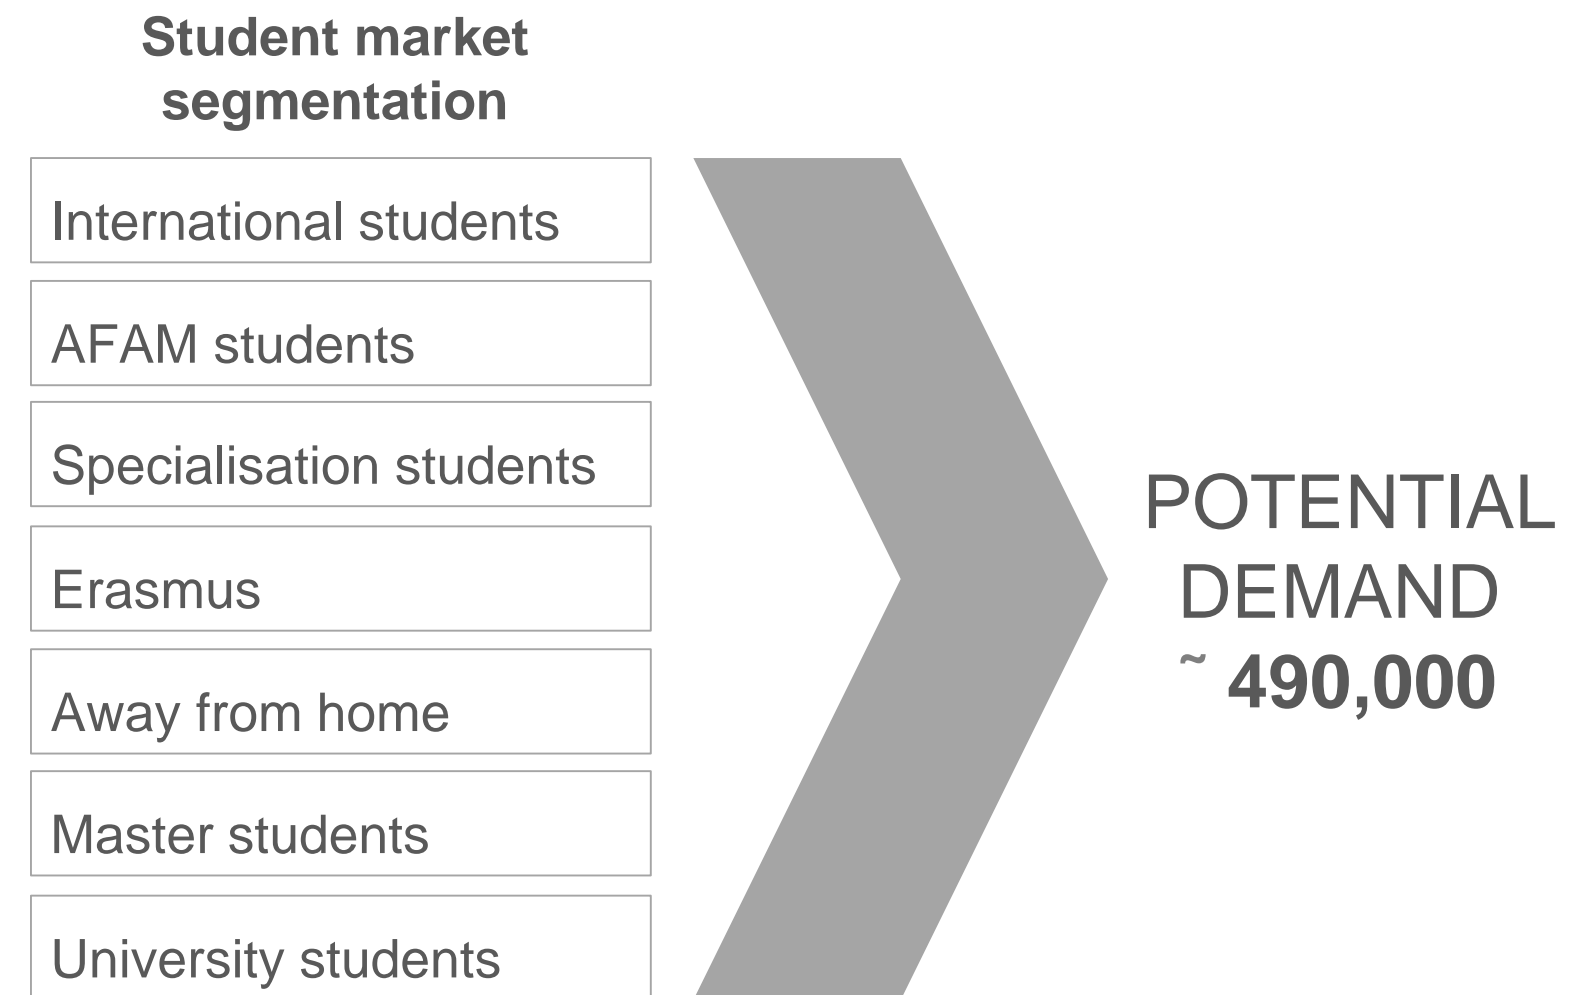 Student market
segmentation
International students
AFAM students
Specialisation students
Erasmus
Away from home
Master students
University students
POTENTIAL
DEMAND
~ 490,000